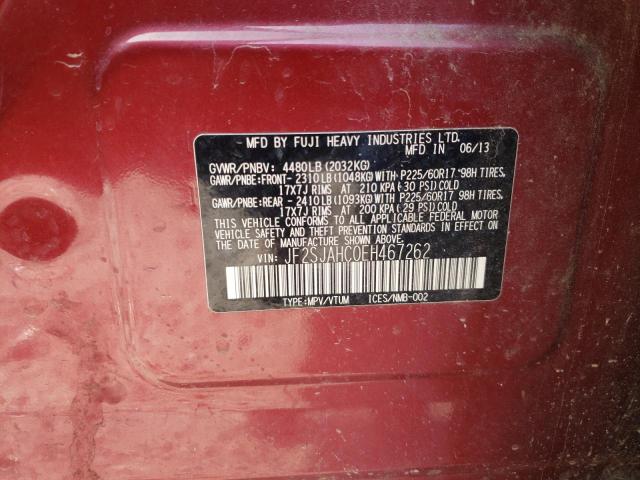 MFD BY FUJI HEAVY INDUSTRIES LTD.
MFD IN 06/13
GVWR/PNBV: 4480LB (2032KG)
GAWR/PNBE:FRONT-2310LB(1048KG)WITH P225/60R17 98H TIRES,
17X7J RIMS AT 210 KPA (30 PSI)COLD
GAWR/PNBE:REAR - 2410LB(1093KG)WITH P225/60R17 98H TIRES,
17X7J RIMS AT 200 KPA (29 PSI)COLD
THIS VEHICLE CONFORMS TO ALL APPLICABLE FEDERAL MOTOR
VEHICLE SAFETY AND THEFT PREVENTION STANDARDS IN EFFECT
ON THE DATE OF MANUFACTURE SHOWN ABOVE.
VIN: JF2SJAHC0EH467262
TYPE:MPV/VTUM ICES/NMB-002